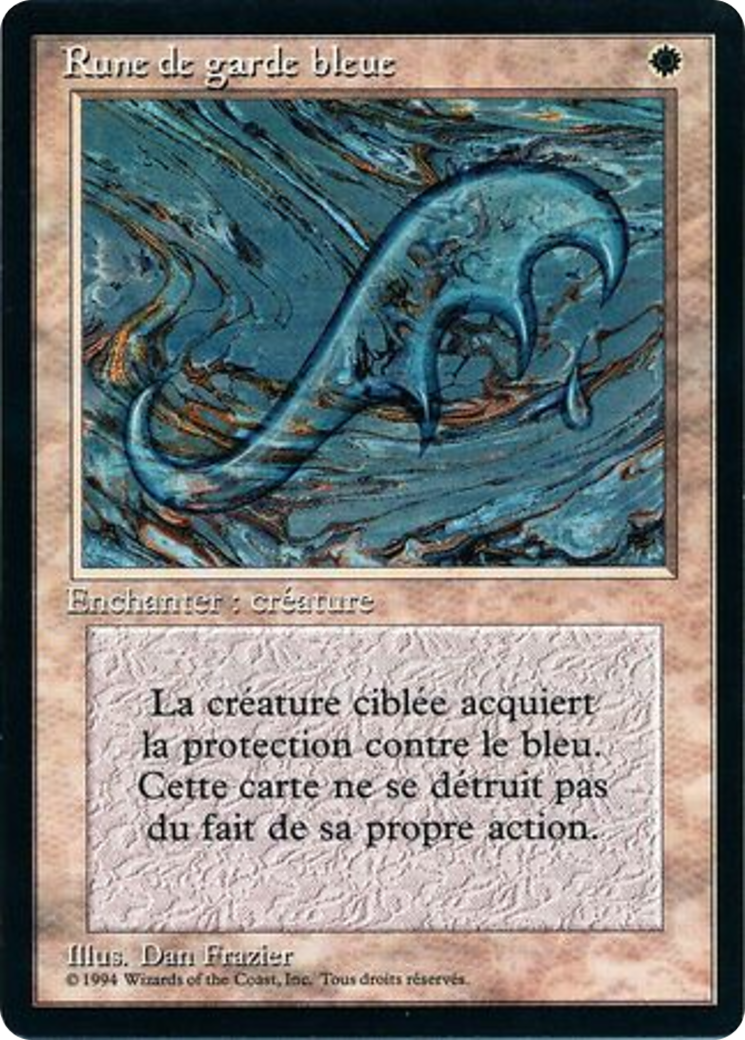 Rune de garde bleue
Enchanter : créature
La créature ciblée acquiert
la protection contre le bleu.
Cette carte ne se détruit pas
du fait de sa propre action.
Illus. Dan Frazier
© 1994 Wizards of the Coast, Inc. Tous droits réservés.